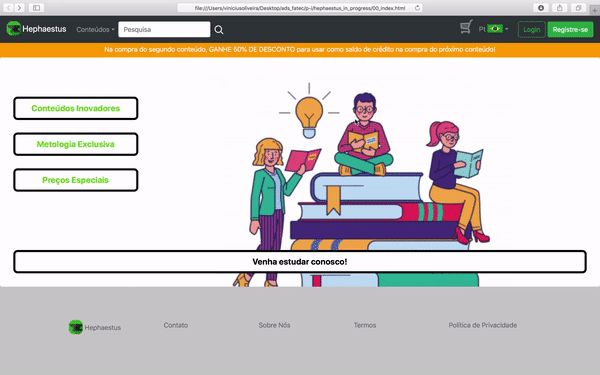 file:///Users/viniciusoliveira/Desktop/ads_fatec/p-i/hephaestus_in_progress/00_index.html
Hephaestus Conteúdos Pesquisa Pt Login Registre-se
Na compra do segundo conteúdo, GANHE 60% DE DESCONTO para usar como saldo de crédito na compra do próximo conteúdo!
Conteúdos Inovadores
Metologia Exclusiva
Preços Especiais
Venha estudar conosco!
Hephaestus Contato Sobre Nós Termos Política de Privacidade